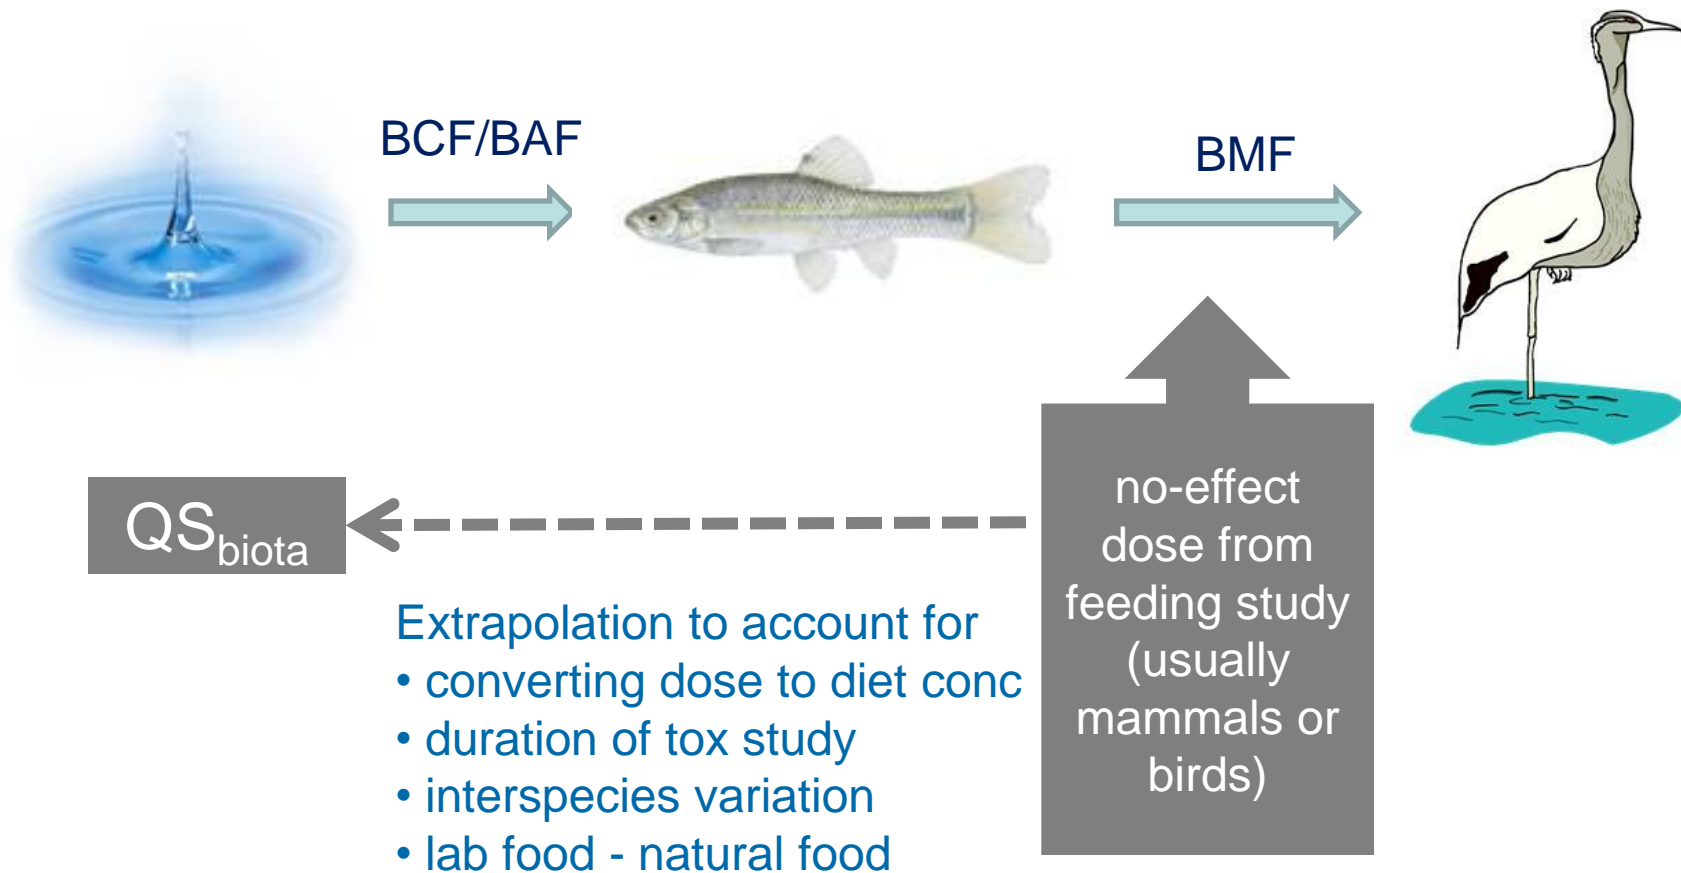 BCF/BAF
BMF
QSbiota
Extrapolation to account for
• converting dose to diet conc
• duration of tox study
• interspecies variation
• lab food - natural food
no-effect
dose from
feeding study
(usually
mammals or
birds)